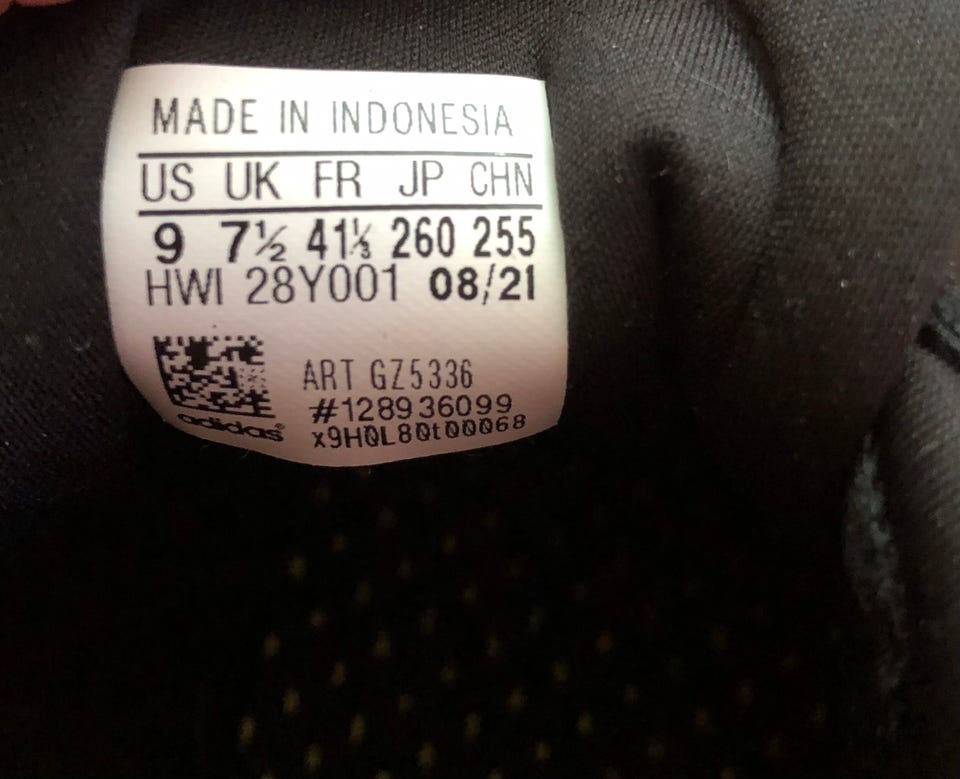 MADE IN INDONESIA
US UK FR JP CHN
9 7½ 41⅓ 260 255
HWI 28Y001 08/21
ART GZ5336
#128936099
adidas® x9H0L80t00068